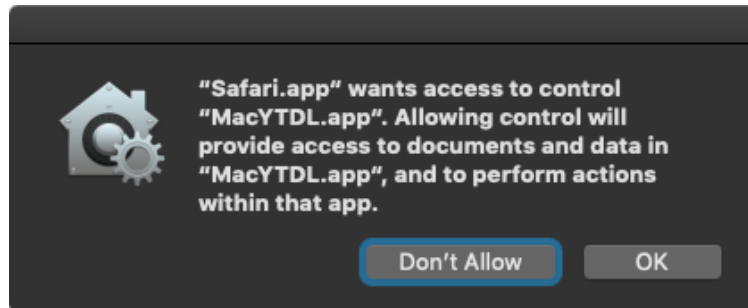 “Safari.app” wants access to control
“MacYTDL.app”. Allowing control will
provide access to documents and data in
“MacYTDL.app”, and to perform actions
within that app.
Don’t Allow
OK